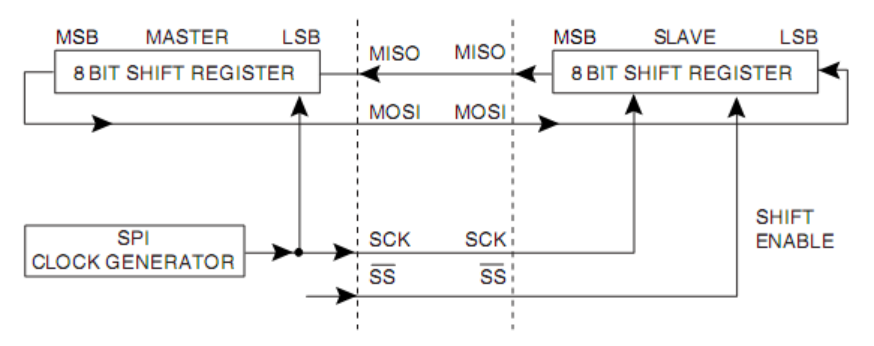 MSB MASTER LSB
8 BIT SHIFT REGISTER
MISO MISO
MSB SLAVE LSB
8 BIT SHIFT REGISTER
MOSI MOSI
SPI
CLOCK GENERATOR
SCK SCK
SS SS
SHIFT
ENABLE